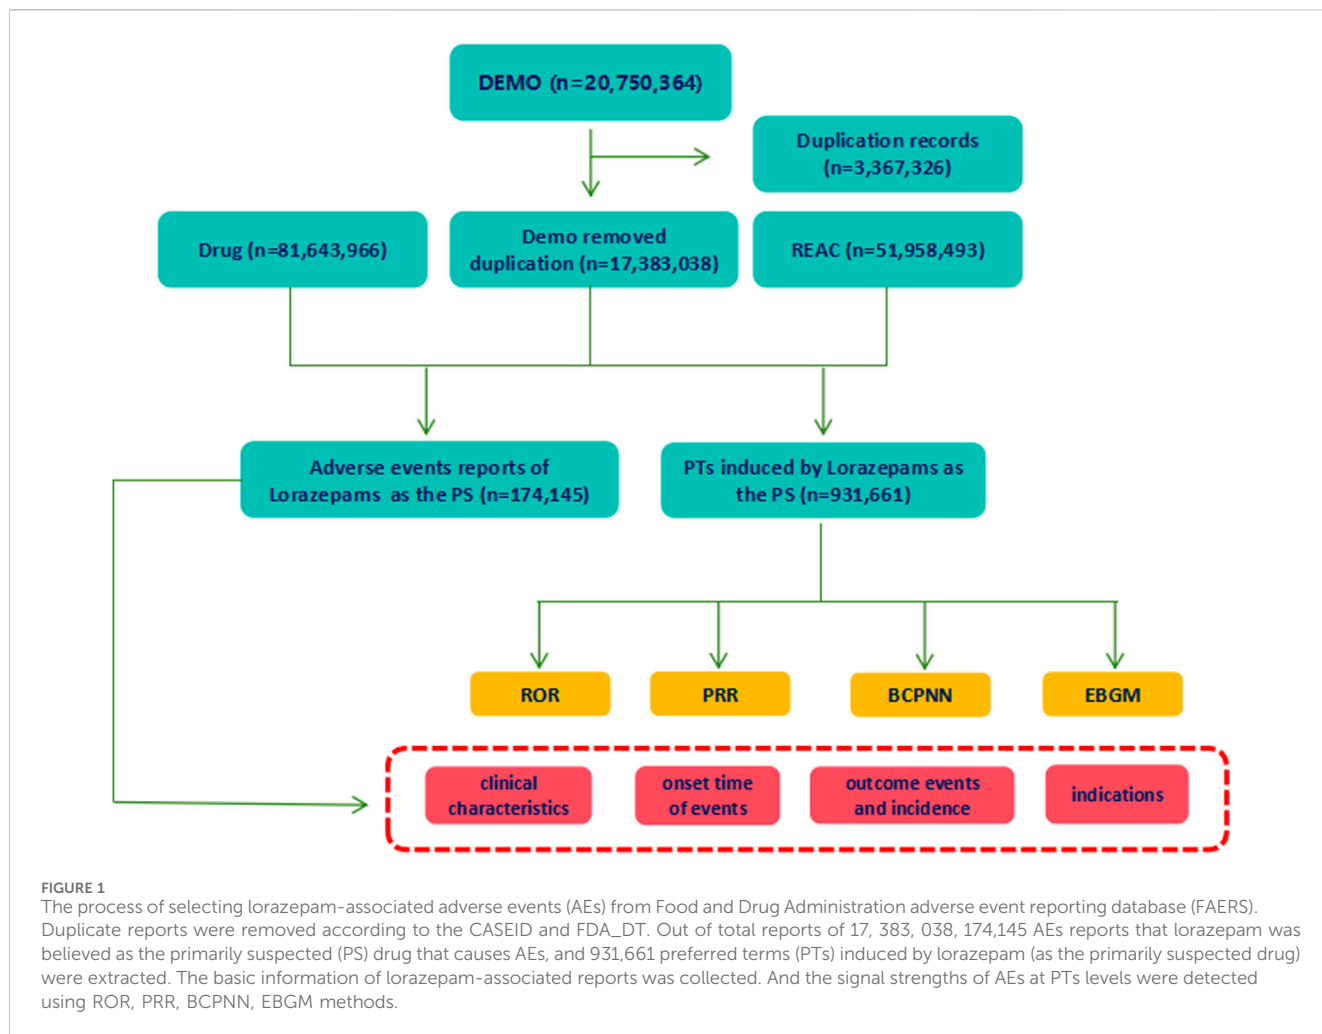 DEMO (n=20,750,364)
Duplication records
(n=3,367,326)
Drug (n=81,643,966)
Demo removed
duplication (n=17,383,038)
REAC (n=51,958,493)
Adverse events reports of
Lorazepams as the PS (n=174,145)
PTs induced by Lorazepams as
the PS (n=931,661)
ROR
PRR
BCPNN
EBGM
clinical
characteristics
onset time
of events
outcome events
and incidence
indications
FIGURE 1
The process of selecting lorazepam-associated adverse events (AEs) from Food and Drug Administration adverse event reporting database (FAERS).
Duplicate reports were removed according to the CASEID and FDA_DT. Out of total reports of 17, 383, 038, 174,145 AEs reports that lorazepam was
believed as the primarily suspected (PS) drug that causes AEs, and 931,661 preferred terms (PTs) induced by lorazepam (as the primarily suspected drug)
were extracted. The basic information of lorazepam-associated reports was collected. And the signal strengths of AEs at PTs levels were detected
using ROR, PRR, BCPNN, EBGM methods.